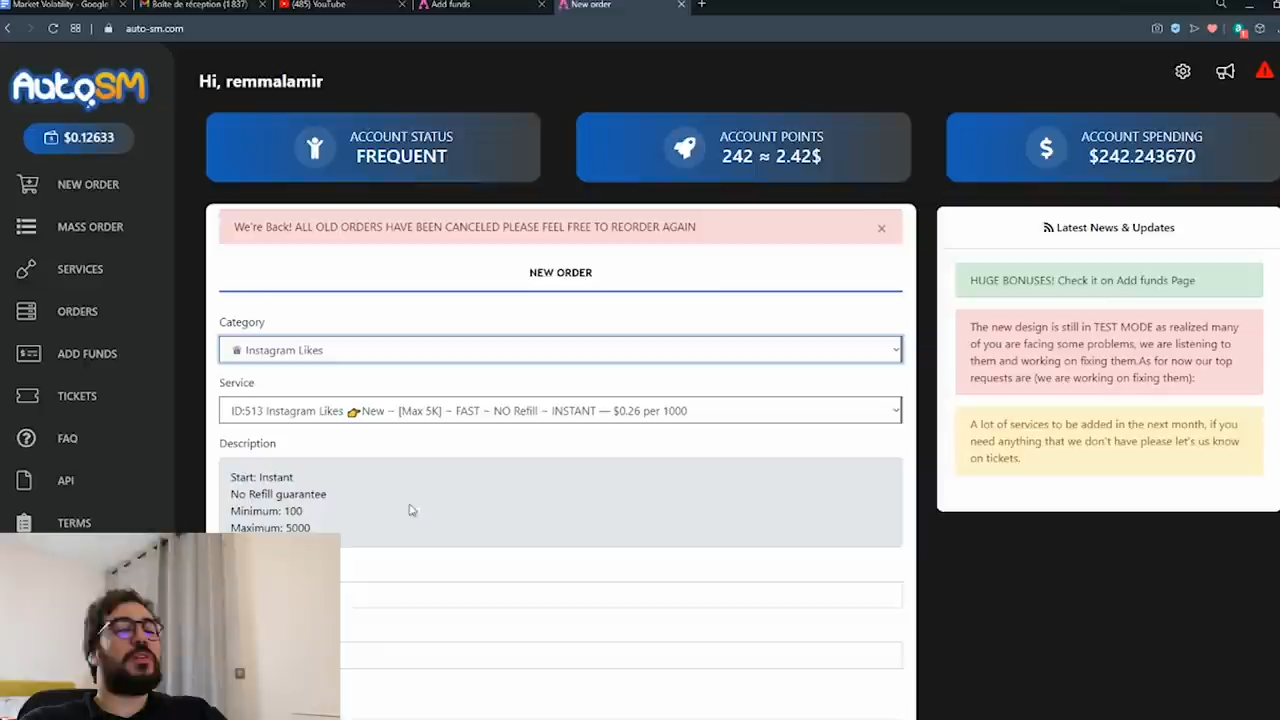 Market Volatility - Google
Boîte de réception (1 837)
(485) YouTube
Add funds
New order
auto-sm.com
AutoSM
Hi, remmalamir
$0.12633
ACCOUNT STATUS
FREQUENT
ACCOUNT POINTS
242 ≈ 2.42$
ACCOUNT SPENDING
$242.243670
NEW ORDER
MASS ORDER
SERVICES
ORDERS
ADD FUNDS
TICKETS
FAQ
API
TERMS
We're Back! ALL OLD ORDERS HAVE BEEN CANCELED PLEASE FEEL FREE TO REORDER AGAIN
×
NEW ORDER
Category
Instagram Likes
Service
ID:513 Instagram Likes 👉New ~ [Max 5K] ~ FAST ~ NO Refill ~ INSTANT — $0.26 per 1000
Description
Start: Instant
No Refill guarantee
Minimum: 100
Maximum: 5000
Latest News & Updates
HUGE BONUSES! Check it on Add funds Page
The new design is still in TEST MODE as realized many
of you are facing some problems, we are listening to
them and working on fixing them.As for now our top
requests are (we are working on fixing them):
A lot of services to be added in the next month, if you
need anything that we don't have please let's us know
on tickets.